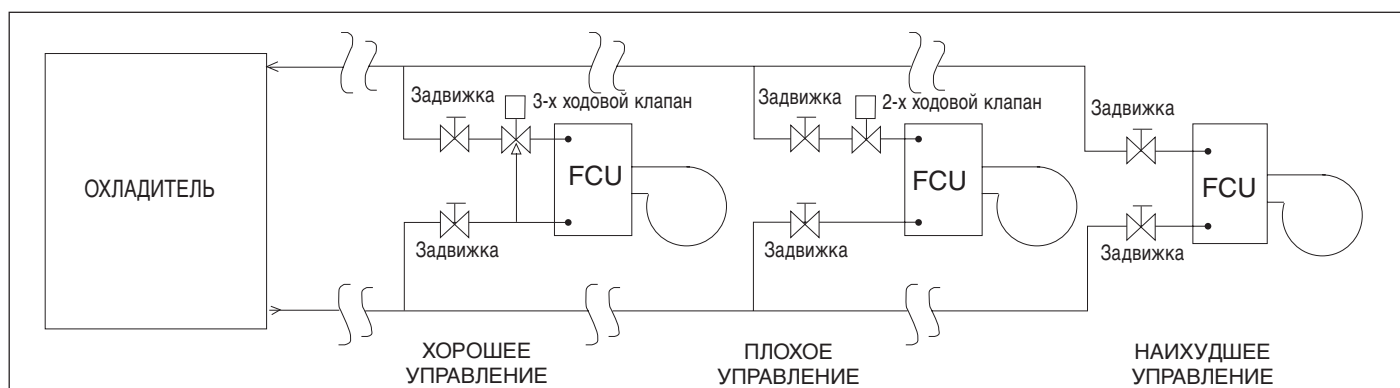 Задвижка
3-х ходовой клапан
Задвижка
2-х ходовой клапан
Задвижка
ОХЛАДИТЕЛЬ
FCU
FCU
FCU
Задвижка
Задвижка
Задвижка
ХОРОШЕЕ
УПРАВЛЕНИЕ
ПЛОХОЕ
УПРАВЛЕНИЕ
НАИХУДШЕЕ
УПРАВЛЕНИЕ